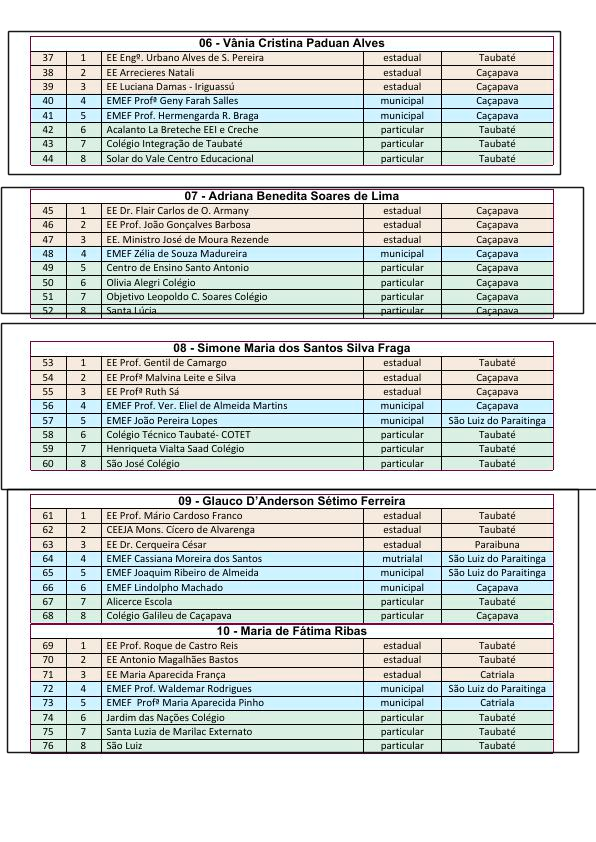 06 - Vânia Cristina Paduan Alves
37 1 EE Engº. Urbano Alves de S. Pereira estadual Taubaté
38 2 EE Arrecieres Natali estadual Caçapava
39 3 EE Luciana Damas - Iriguassú estadual Caçapava
40 4 EMEF Profª Geny Farah Salles municipal Caçapava
41 5 EMEF Prof. Hermengarda R. Braga municipal Caçapava
42 6 Acalanto La Breteche EEI e Creche particular Taubaté
43 7 Colégio Integração de Taubaté particular Taubaté
44 8 Solar do Vale Centro Educacional particular Taubaté
07 - Adriana Benedita Soares de Lima
45 1 EE Dr. Flair Carlos de O. Armany estadual Caçapava
46 2 EE Prof. João Gonçalves Barbosa estadual Caçapava
47 3 EE. Ministro José de Moura Rezende estadual Caçapava
48 4 EMEF Zélia de Souza Madureira municipal Caçapava
49 5 Centro de Ensino Santo Antonio particular Caçapava
50 6 Olivia Alegri Colégio particular Caçapava
51 7 Objetivo Leopoldo C. Soares Colégio particular Caçapava
52 8 Santa Lúcia particular Caçapava
08 - Simone Maria dos Santos Silva Fraga
53 1 EE Prof. Gentil de Camargo estadual Taubaté
54 2 EE Profª Malvina Leite e Silva estadual Caçapava
55 3 EE Profª Ruth Sá estadual Caçapava
56 4 EMEF Prof. Ver. Eliel de Almeida Martins municipal Caçapava
57 5 EMEF João Pereira Lopes municipal São Luiz do Paraitinga
58 6 Colégio Técnico Taubaté- COTET particular Taubaté
59 7 Henriqueta Vialta Saad Colégio particular Taubaté
60 8 São José Colégio particular Taubaté
09 - Glauco D'Anderson Sétimo Ferreira
61 1 EE Prof. Mário Cardoso Franco estadual Taubaté
62 2 CEEJA Mons. Cícero de Alvarenga estadual Taubaté
63 3 EE Dr. Cerqueira César estadual Paraibuna
64 4 EMEF Cassiana Moreira dos Santos mutrialal São Luiz do Paraitinga
65 5 EMEF Joaquim Ribeiro de Almeida municipal São Luiz do Paraitinga
66 6 EMEF Lindolpho Machado municipal Caçapava
67 7 Alicerce Escola particular Taubaté
68 8 Colégio Galileu de Caçapava particular Caçapava
10 - Maria de Fátima Ribas
69 1 EE Prof. Roque de Castro Reis estadual Taubaté
70 2 EE Antonio Magalhães Bastos estadual Taubaté
71 3 EE Maria Aparecida França estadual Catriala
72 4 EMEF Prof. Waldemar Rodrigues municipal São Luiz do Paraitinga
73 5 EMEF Profª Maria Aparecida Pinho municipal Catriala
74 6 Jardim das Nações Colégio particular Taubaté
75 7 Santa Luzia de Marilac Externato particular Taubaté
76 8 São Luiz particular Taubaté